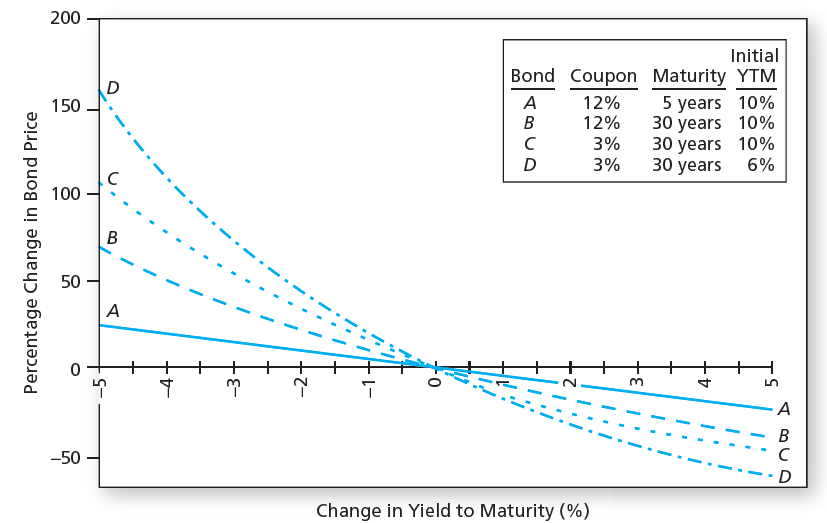 200
150
100
50
0
–50
Percentage Change in Bond Price
D
C
B
A
Initial
Bond Coupon Maturity YTM
A 12% 5 years 10%
B 12% 30 years 10%
C 3% 30 years 10%
D 3% 30 years 6%
–5 –4 –3 –2 –1 0 1 2 3 4 5
A
B
C
D
Change in Yield to Maturity (%)